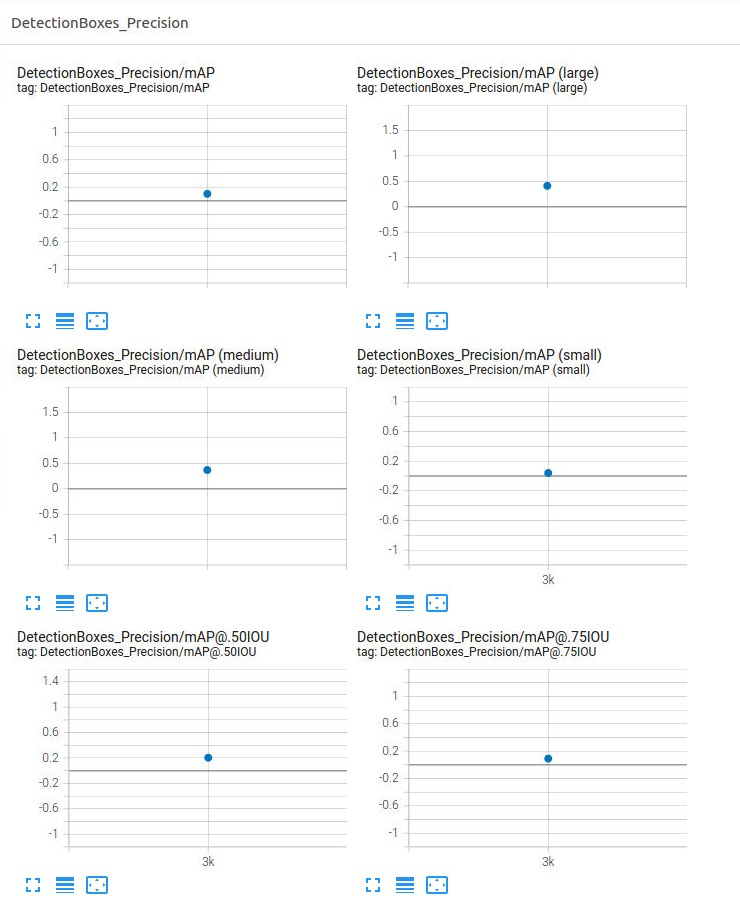 DetectionBoxes_Precision
DetectionBoxes_Precision/mAP
tag: DetectionBoxes_Precision/mAP
1
0.6
0.2
-0.2
-0.6
-1
DetectionBoxes_Precision/mAP (large)
tag: DetectionBoxes_Precision/mAP (large)
1.5
1
0.5
0
-0.5
-1
DetectionBoxes_Precision/mAP (medium)
tag: DetectionBoxes_Precision/mAP (medium)
1.5
1
0.5
0
-0.5
-1
DetectionBoxes_Precision/mAP (small)
tag: DetectionBoxes_Precision/mAP (small)
1
0.6
0.2
-0.2
-0.6
-1
3k
DetectionBoxes_Precision/mAP@.50IOU
tag: DetectionBoxes_Precision/mAP@.50IOU
1.4
1
0.6
0.2
-0.2
-0.6
-1
3k
DetectionBoxes_Precision/mAP@.75IOU
tag: DetectionBoxes_Precision/mAP@.75IOU
1
0.6
0.2
-0.2
-0.6
-1
3k